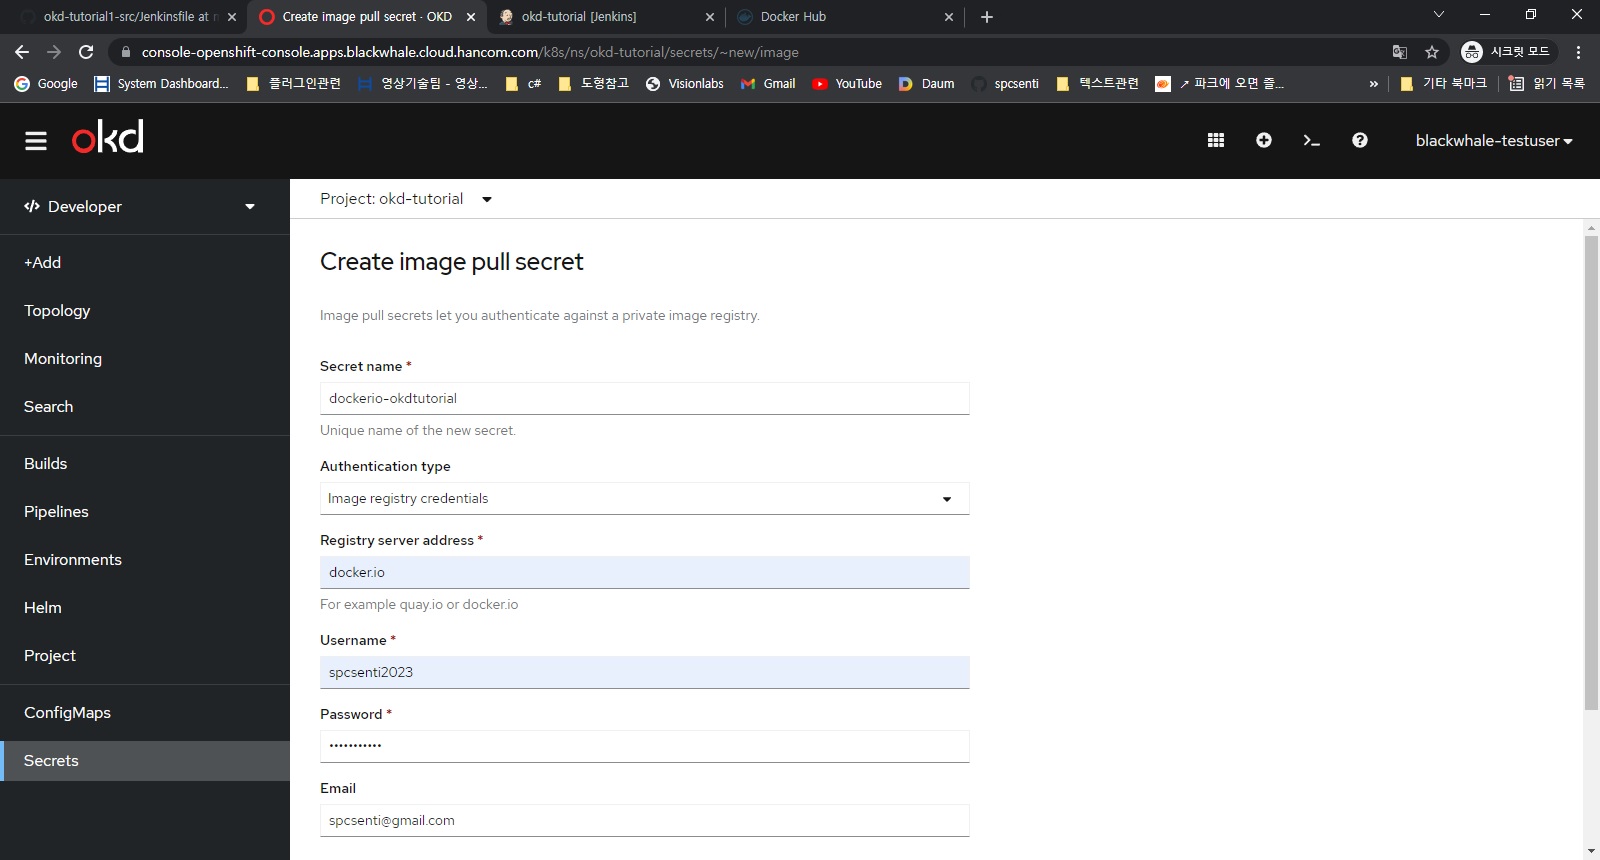 okd-tutorial1-src/Jenkinsfile at
Create image pull secret · OKD
okd-tutorial [Jenkins]
Docker Hub
console-openshift-console.apps.blackwhale.cloud.hancom.com/k8s/ns/okd-tutorial/secrets/~new/image
시크릿 모드
Google
System Dashboard...
플러그인관련
영상기술팀 - 영상...
c#
도형참고
Visionlabs
Gmail
YouTube
Daum
spcsenti
텍스트관련
↗ 파크에 오면 즐...
»
기타 북마크
읽기 목록
okd
blackwhale-testuser
Developer
Project: okd-tutorial
+Add
Topology
Monitoring
Search
Builds
Pipelines
Environments
Helm
Project
ConfigMaps
Secrets
Create image pull secret
Image pull secrets let you authenticate against a private image registry.
Secret name *
dockerio-okdtutorial
Unique name of the new secret.
Authentication type
Image registry credentials
Registry server address *
docker.io
For example quay.io or docker.io
Username *
spcsenti2023
Password *
•••••••••••
Email
spcsenti@gmail.com